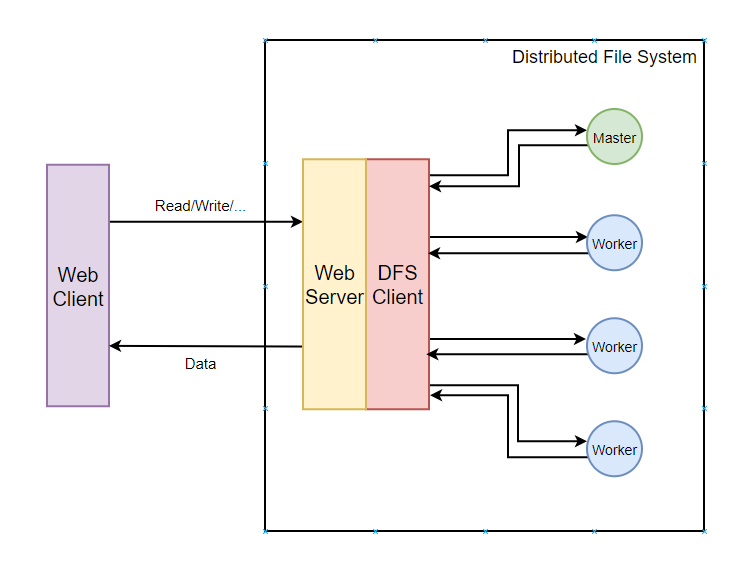 Distributed File System
Master
Read/Write/...
Worker
Web
Client
Web
Server
DFS
Client
Worker
Data
Worker